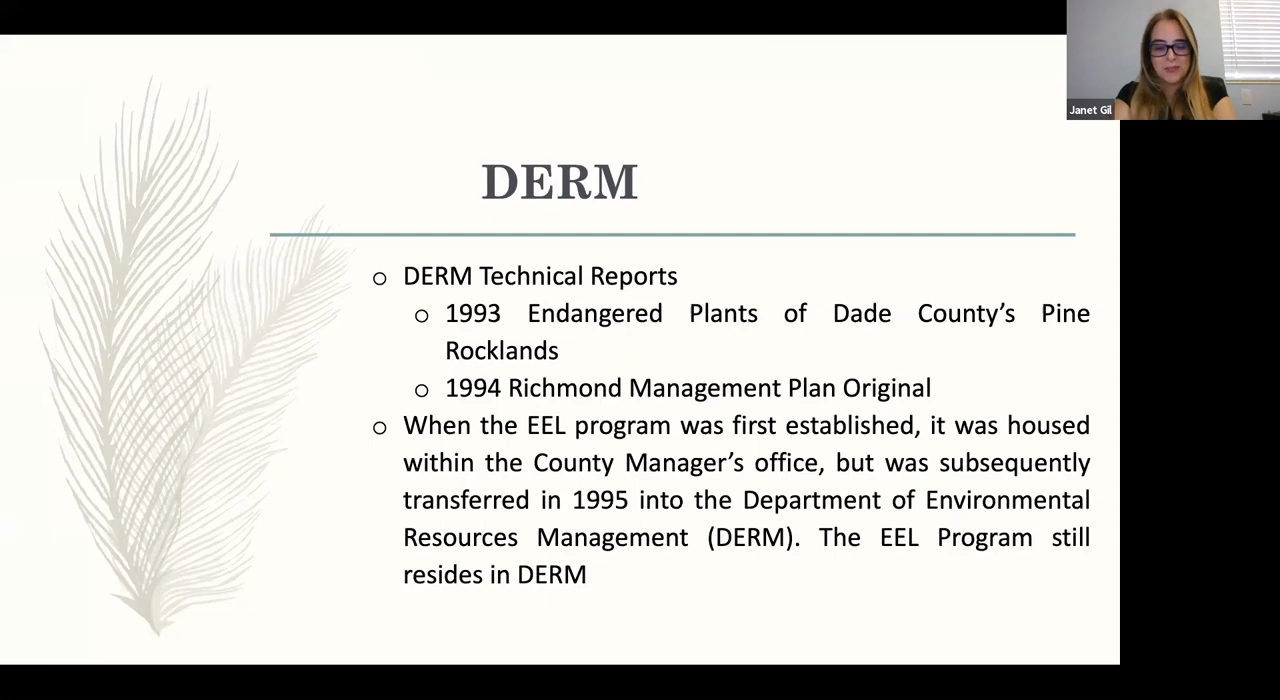 Janet Gil
DERM
o DERM Technical Reports
o 1993 Endangered Plants of Dade County’s Pine
Rocklands
o 1994 Richmond Management Plan Original
o When the EEL program was first established, it was housed
within the County Manager’s office, but was subsequently
transferred in 1995 into the Department of Environmental
Resources Management (DERM). The EEL Program still
resides in DERM